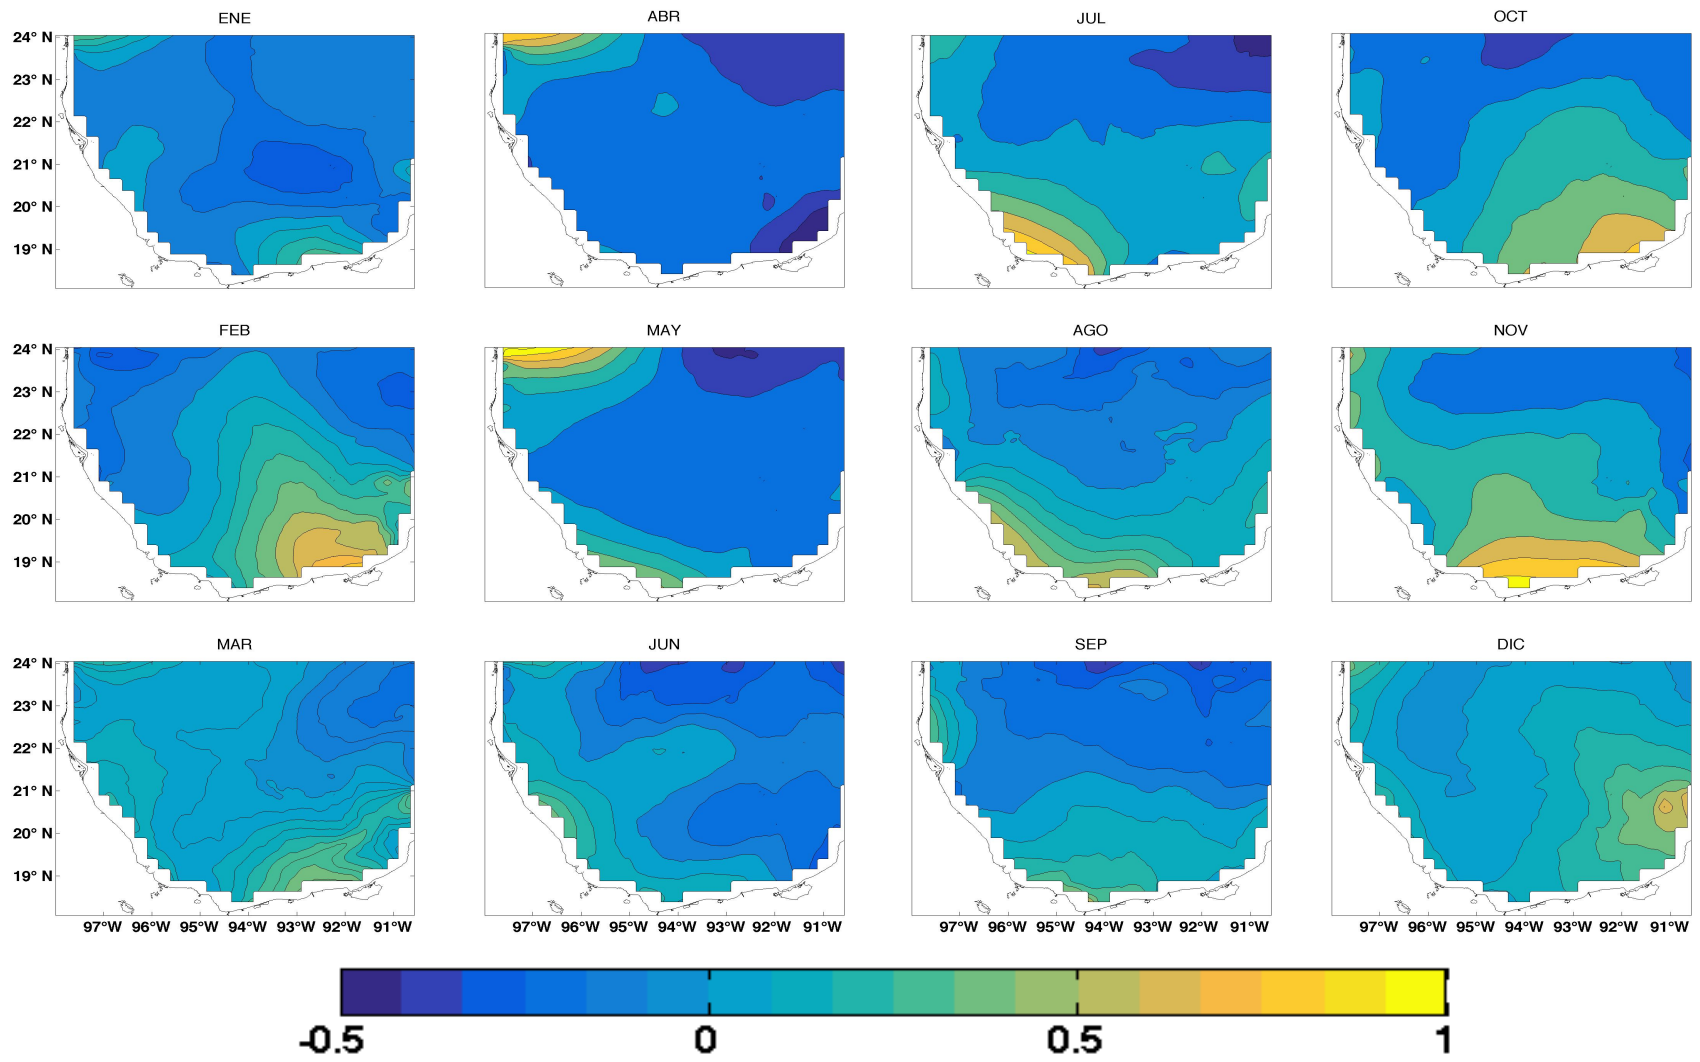 ENE ABR JUL OCT
24° N
23° N
22° N
21° N
20° N
19° N
FEB MAY AGO NOV
24° N
23° N
22° N
21° N
20° N
19° N
MAR JUN SEP DIC
24° N
23° N
22° N
21° N
20° N
19° N
97°W 96°W 95°W 94°W 93°W 92°W 91°W 97°W 96°W 95°W 94°W 93°W 92°W 91°W 97°W 96°W 95°W 94°W 93°W 92°W 91°W 97°W 96°W 95°W 94°W 93°W 92°W 91°W
-0.5 0 0.5 1